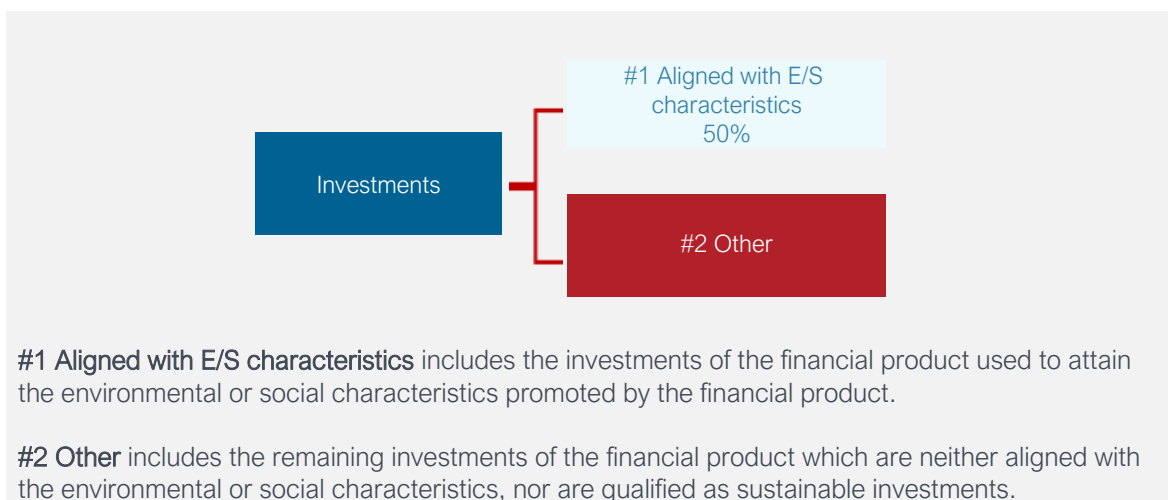 #1 Aligned with E/S
characteristics
50%
Investments
#2 Other
#1 Aligned with E/S characteristics includes the investments of the financial product used to attain
the environmental or social characteristics promoted by the financial product.
#2 Other includes the remaining investments of the financial product which are neither aligned with
the environmental or social characteristics, nor are qualified as sustainable investments.